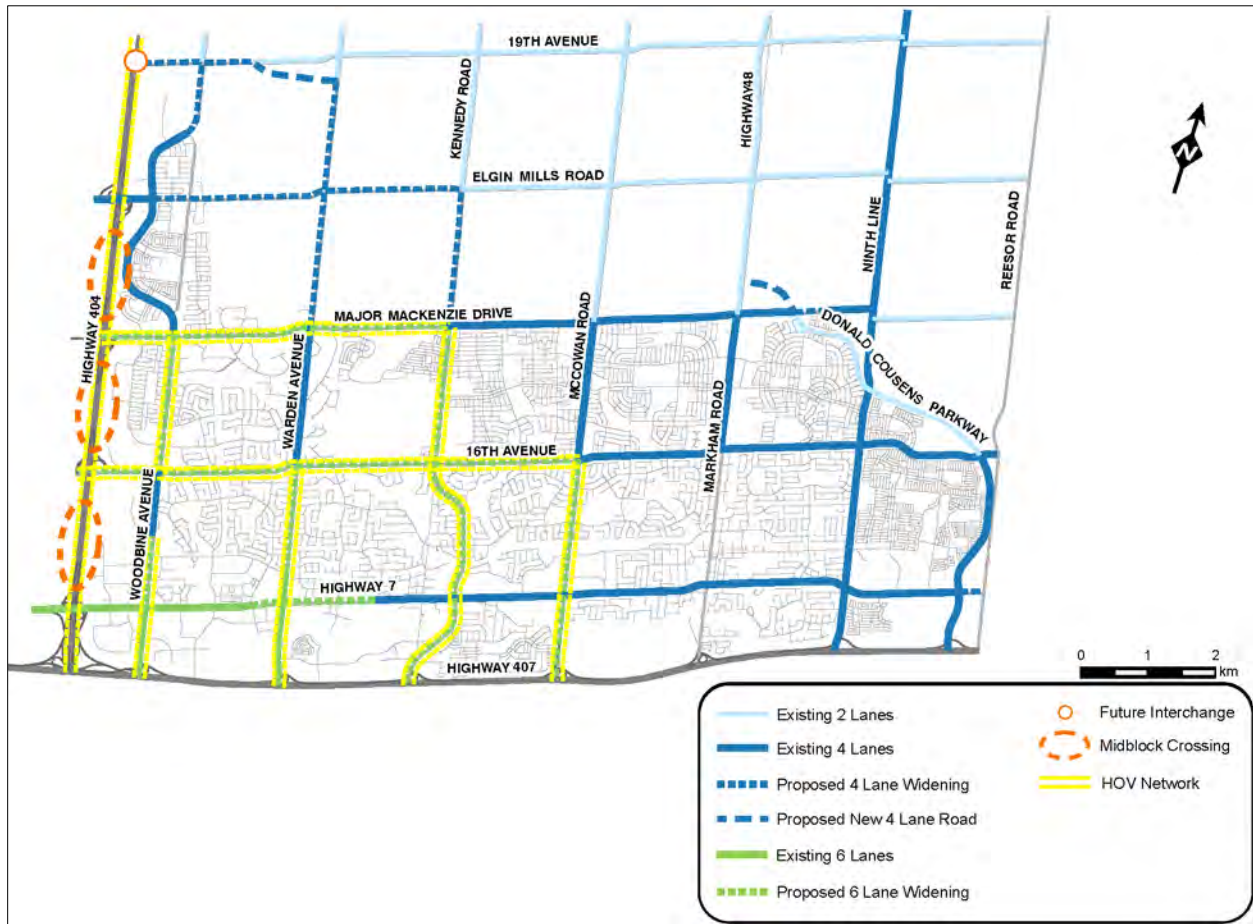 19TH AVENUE
KENNEDY ROAD
HIGHWAY48
N
ELGIN MILLS ROAD
NINTH LINE
REESOR ROAD
MAJOR MACKENZIE DRIVE
HIGHWAY 404
WARDEN AVENUE
MCCOWAN ROAD
DONALD COUSENS PARKWAY
MARKHAM ROAD
16TH AVENUE
WOODBINE AVENUE
HIGHWAY 7
HIGHWAY 407
0 1 2
km
Existing 2 Lanes
Existing 4 Lanes
Proposed 4 Lane Widening
Proposed New 4 Lane Road
Existing 6 Lanes
Proposed 6 Lane Widening
Future Interchange
Midblock Crossing
HOV Network